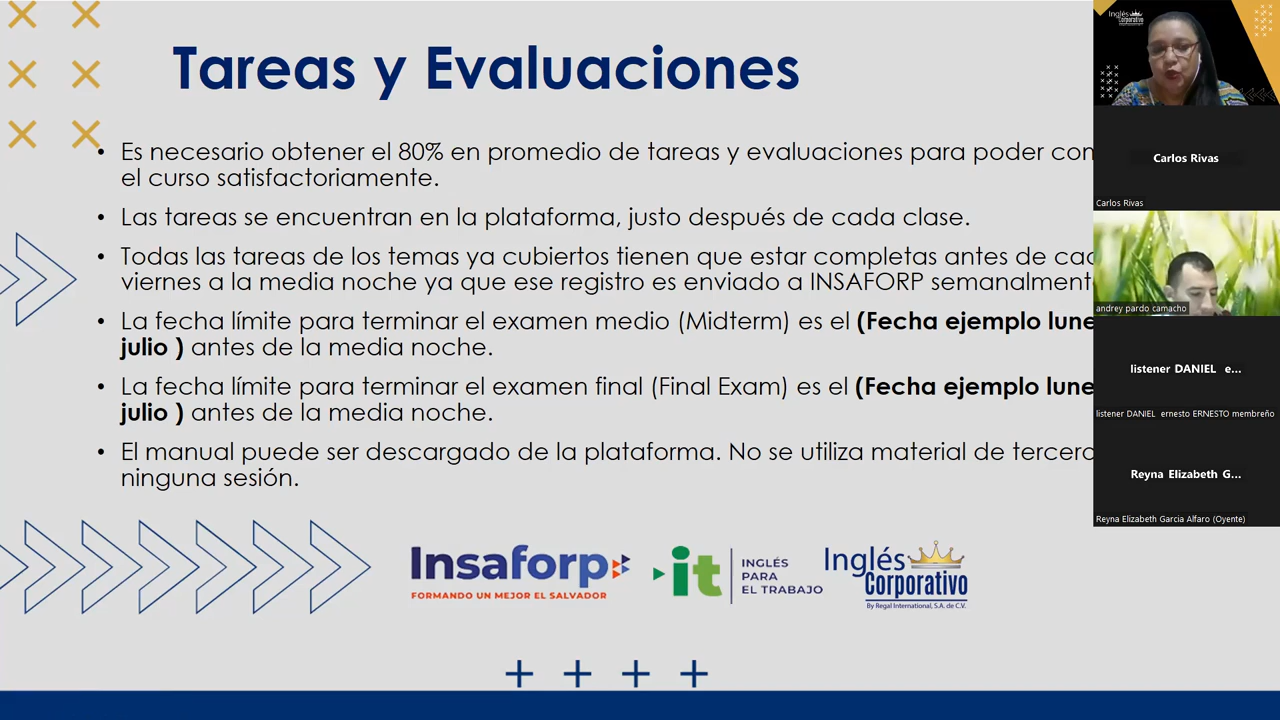 Tareas y Evaluaciones
• Es necesario obtener el 80% en promedio de tareas y evaluaciones para poder
el curso satisfactoriamente.
• Las tareas se encuentran en la plataforma, justo después de cada clase.
• Todas las tareas de los temas ya cubiertos tienen que estar completas antes de
viernes a la media noche ya que ese registro es enviado a INSAFORP
• La fecha límite para terminar el examen medio (Midterm) es el (Fecha ejemplo
julio ) antes de la media noche.
• La fecha límite para terminar el examen final (Final Exam) es el (Fecha ejemplo
julio ) antes de la media noche.
• El manual puede ser descargado de la plataforma. No se utiliza material de
ninguna sesión.
Insaforp
FORMANDO UN MEJOR EL SALVADOR
it
INGLÉS
PARA
EL TRABAJO
Inglés
Corporativo
By Regal International, S.A. de C.V.
Inglés
Corporativo
Carlos Rivas
Carlos Rivas
andrey pardo camacho
listener DANIEL e...
listener DANIEL ernesto ERNESTO membreño
Reyna Elizabeth G...
Reyna Elizabeth Garcia Alfaro (Oyente)